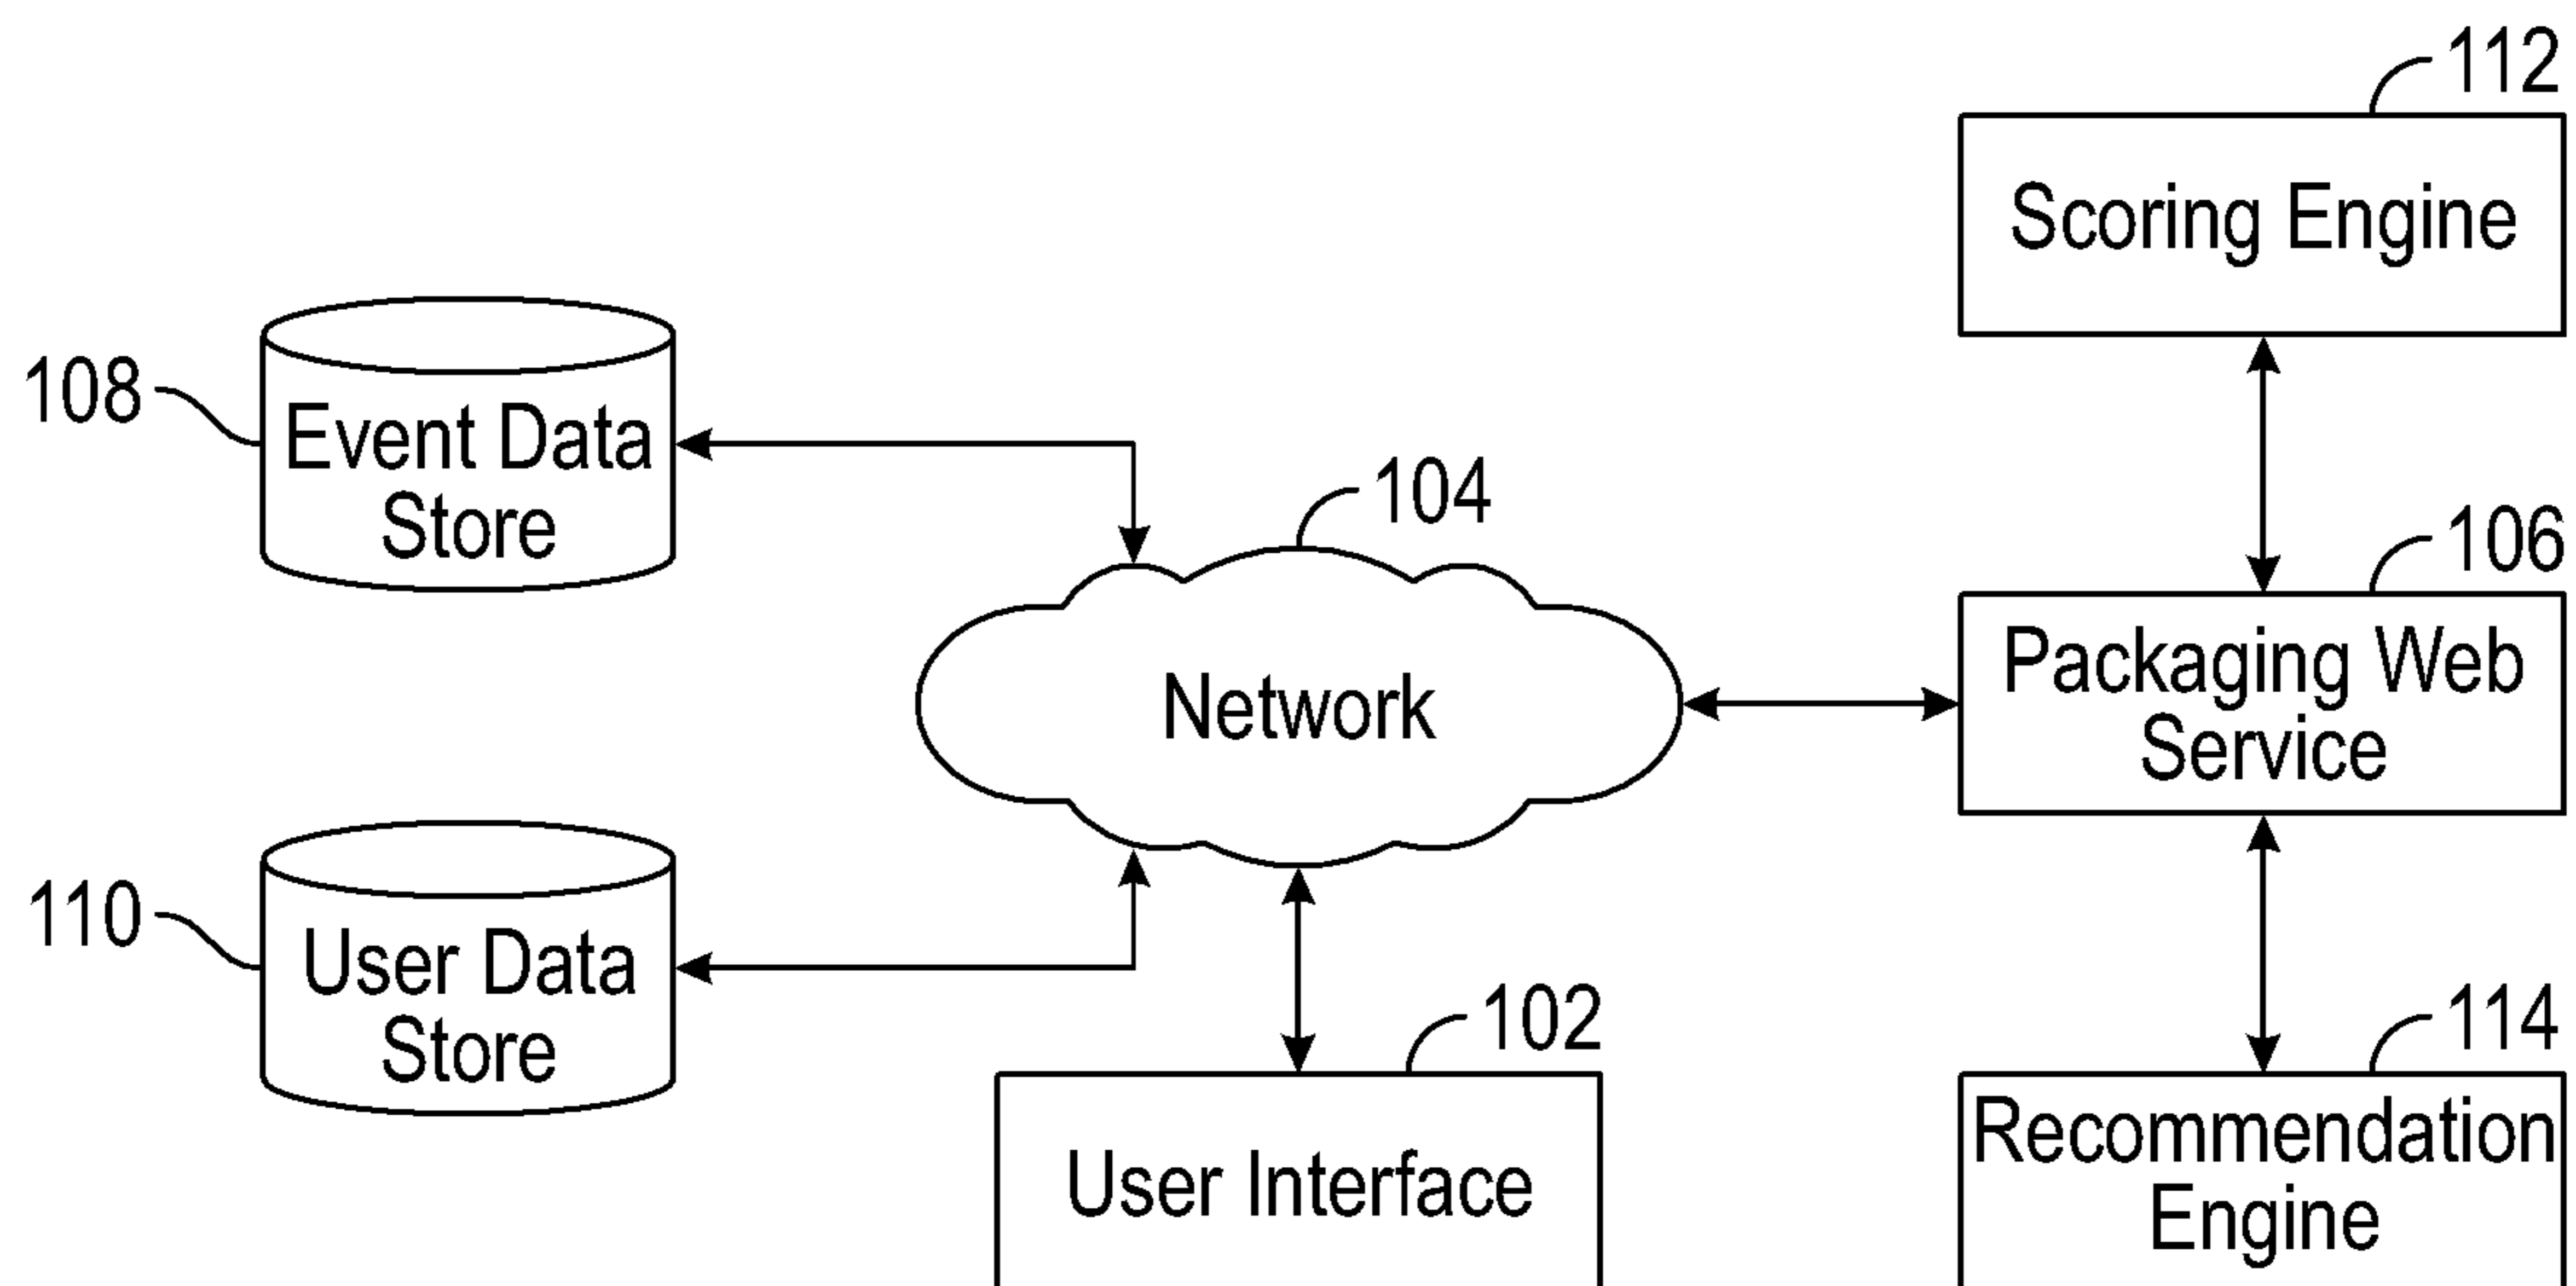 112
Scoring Engine
108
Event Data
Store
104
Network
106
Packaging Web
Service
110
User Data
Store
102
User Interface
114
Recommendation
Engine